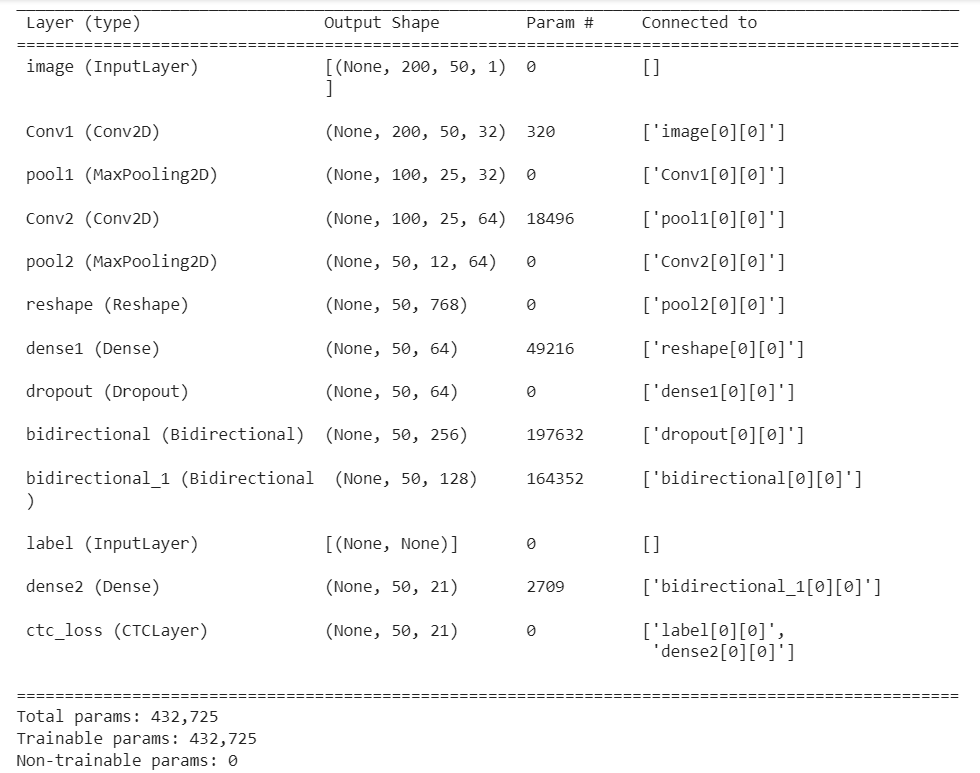 Layer (type) Output Shape Param # Connected to
==================================================================================================
image (InputLayer) [(None, 200, 50, 1) 0 []
]
Conv1 (Conv2D) (None, 200, 50, 32) 320 ['image[0][0]']
pool1 (MaxPooling2D) (None, 100, 25, 32) 0 ['Conv1[0][0]']
Conv2 (Conv2D) (None, 100, 25, 64) 18496 ['pool1[0][0]']
pool2 (MaxPooling2D) (None, 50, 12, 64) 0 ['Conv2[0][0]']
reshape (Reshape) (None, 50, 768) 0 ['pool2[0][0]']
dense1 (Dense) (None, 50, 64) 49216 ['reshape[0][0]']
dropout (Dropout) (None, 50, 64) 0 ['dense1[0][0]']
bidirectional (Bidirectional) (None, 50, 256) 197632 ['dropout[0][0]']
bidirectional_1 (Bidirectional (None, 50, 128) 164352 ['bidirectional[0][0]']
)
label (InputLayer) [(None, None)] 0 []
dense2 (Dense) (None, 50, 21) 2709 ['bidirectional_1[0][0]']
ctc_loss (CTCLayer) (None, 50, 21) 0 ['label[0][0]',
'dense2[0][0]']
==================================================================================================
Total params: 432,725
Trainable params: 432,725
Non-trainable params: 0